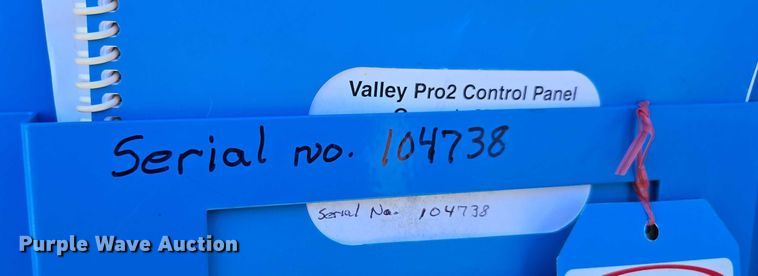 Valley Pro2 Control Panel
Serial no. 104738
Serial No. 104738
Purple Wave Auction